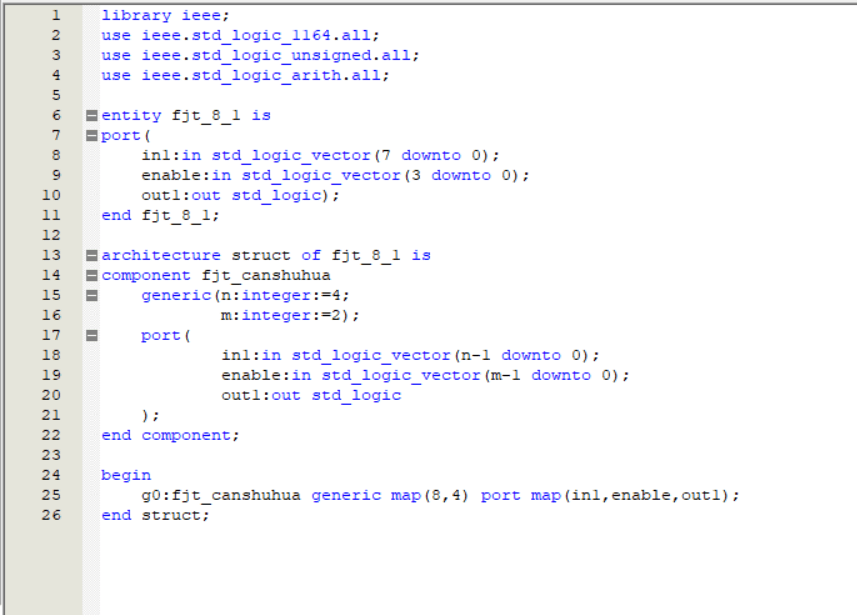 1 library ieee;
2 use ieee.std_logic_1164.all;
3 use ieee.std_logic_unsigned.all;
4 use ieee.std_logic_arith.all;
5
6 entity fjt_8_1 is
7 port(
8 in1:in std_logic_vector(7 downto 0);
9 enable:in std_logic_vector(3 downto 0);
10 out1:out std_logic);
11 end fjt_8_1;
12
13 architecture struct of fjt_8_1 is
14 component fjt_canshuhua
15 generic(n:integer:=4;
16 m:integer:=2);
17 port(
18 in1:in std_logic_vector(n-1 downto 0);
19 enable:in std_logic_vector(m-1 downto 0);
20 out1:out std_logic
21 );
22 end component;
23
24 begin
25 g0:fjt_canshuhua generic map(8,4) port map(in1,enable,out1);
26 end struct;